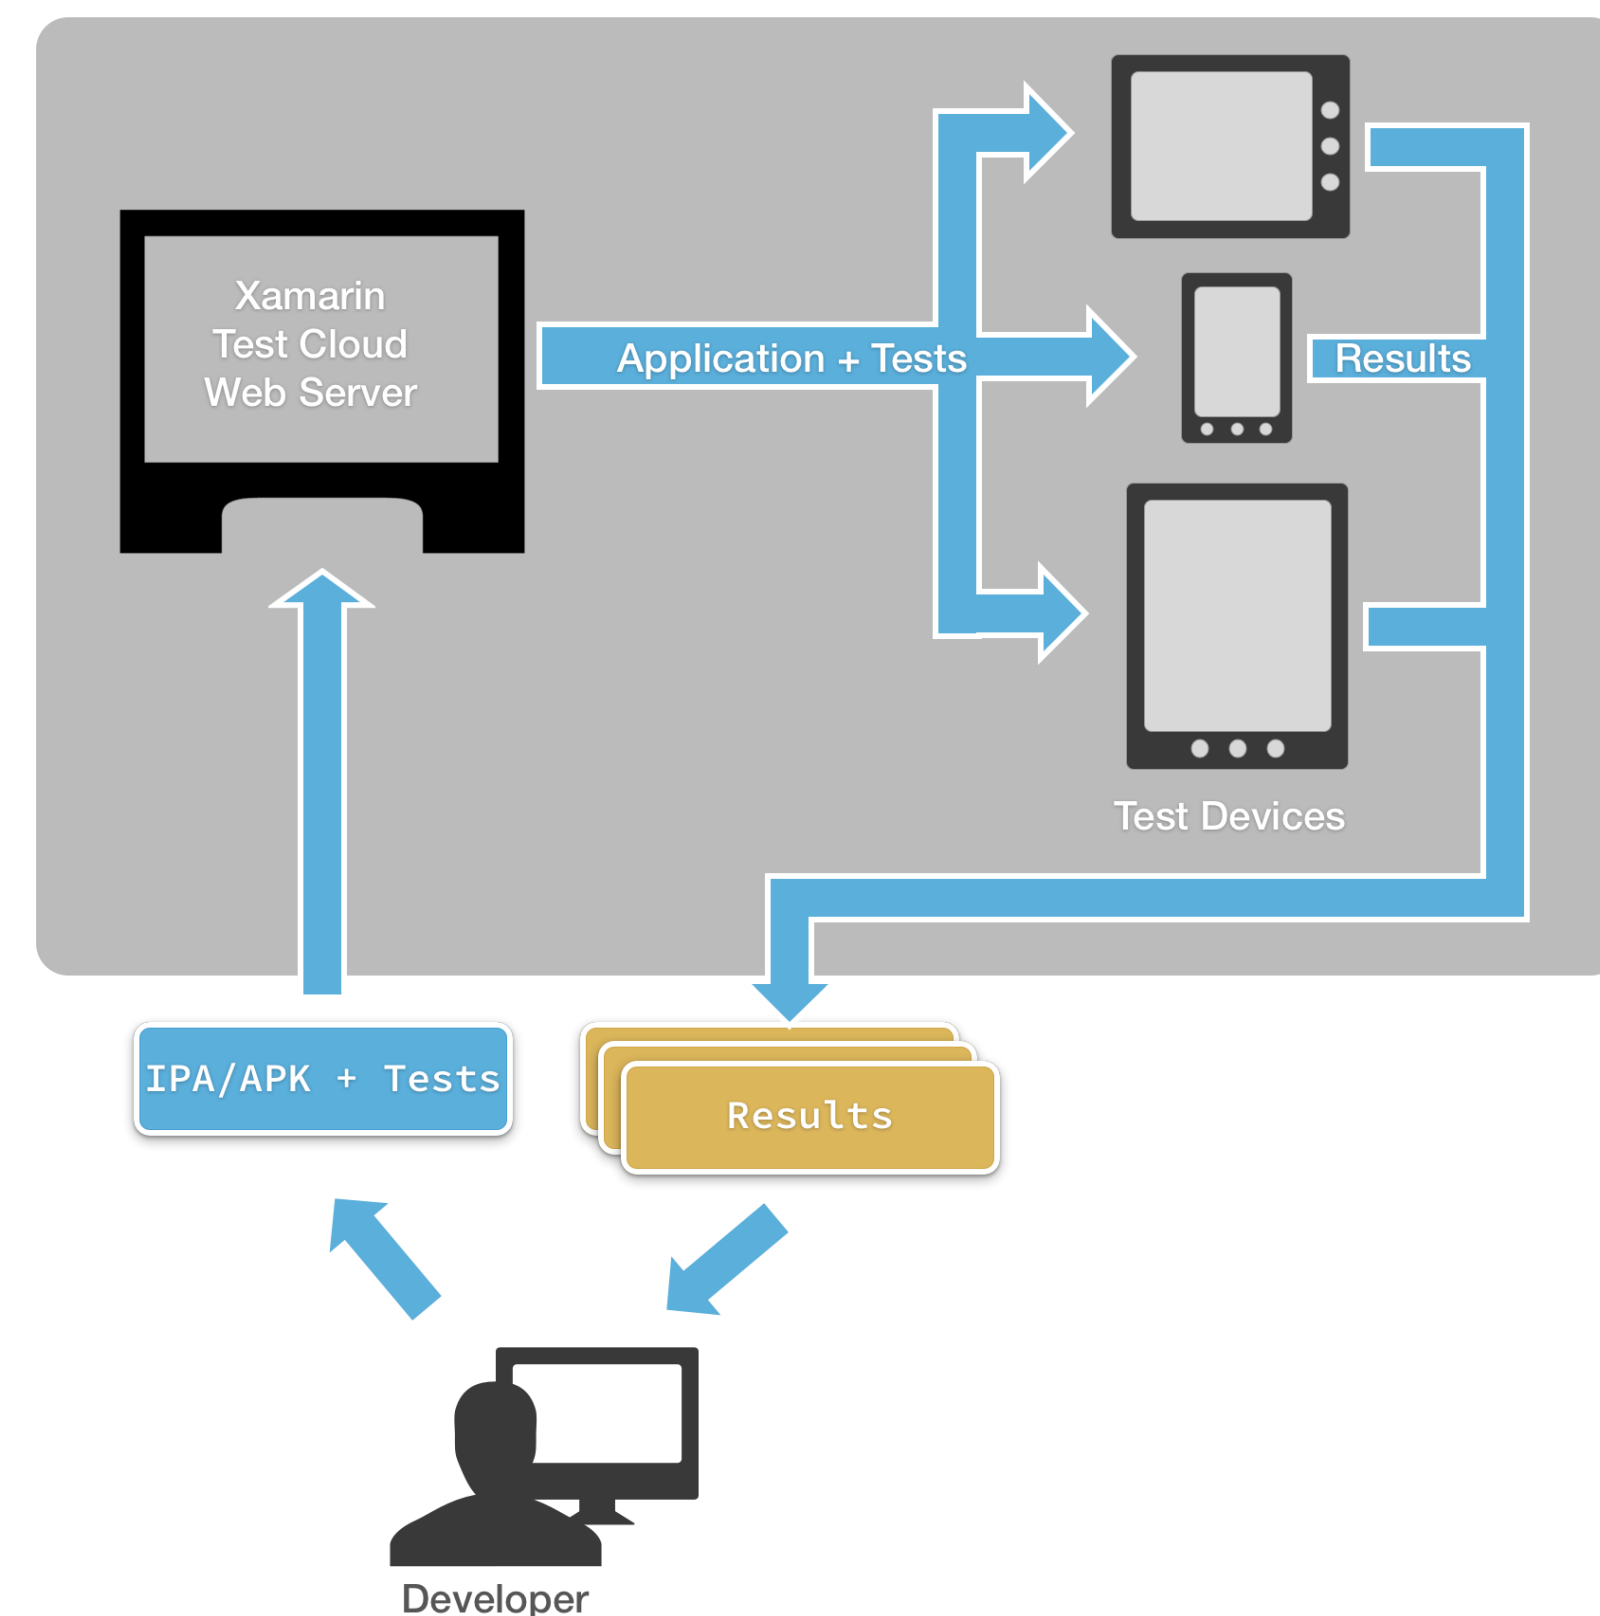 Xamarin
Test Cloud
Web Server
Application + Tests
Results
Test Devices
IPA/APK + Tests
Results
Developer